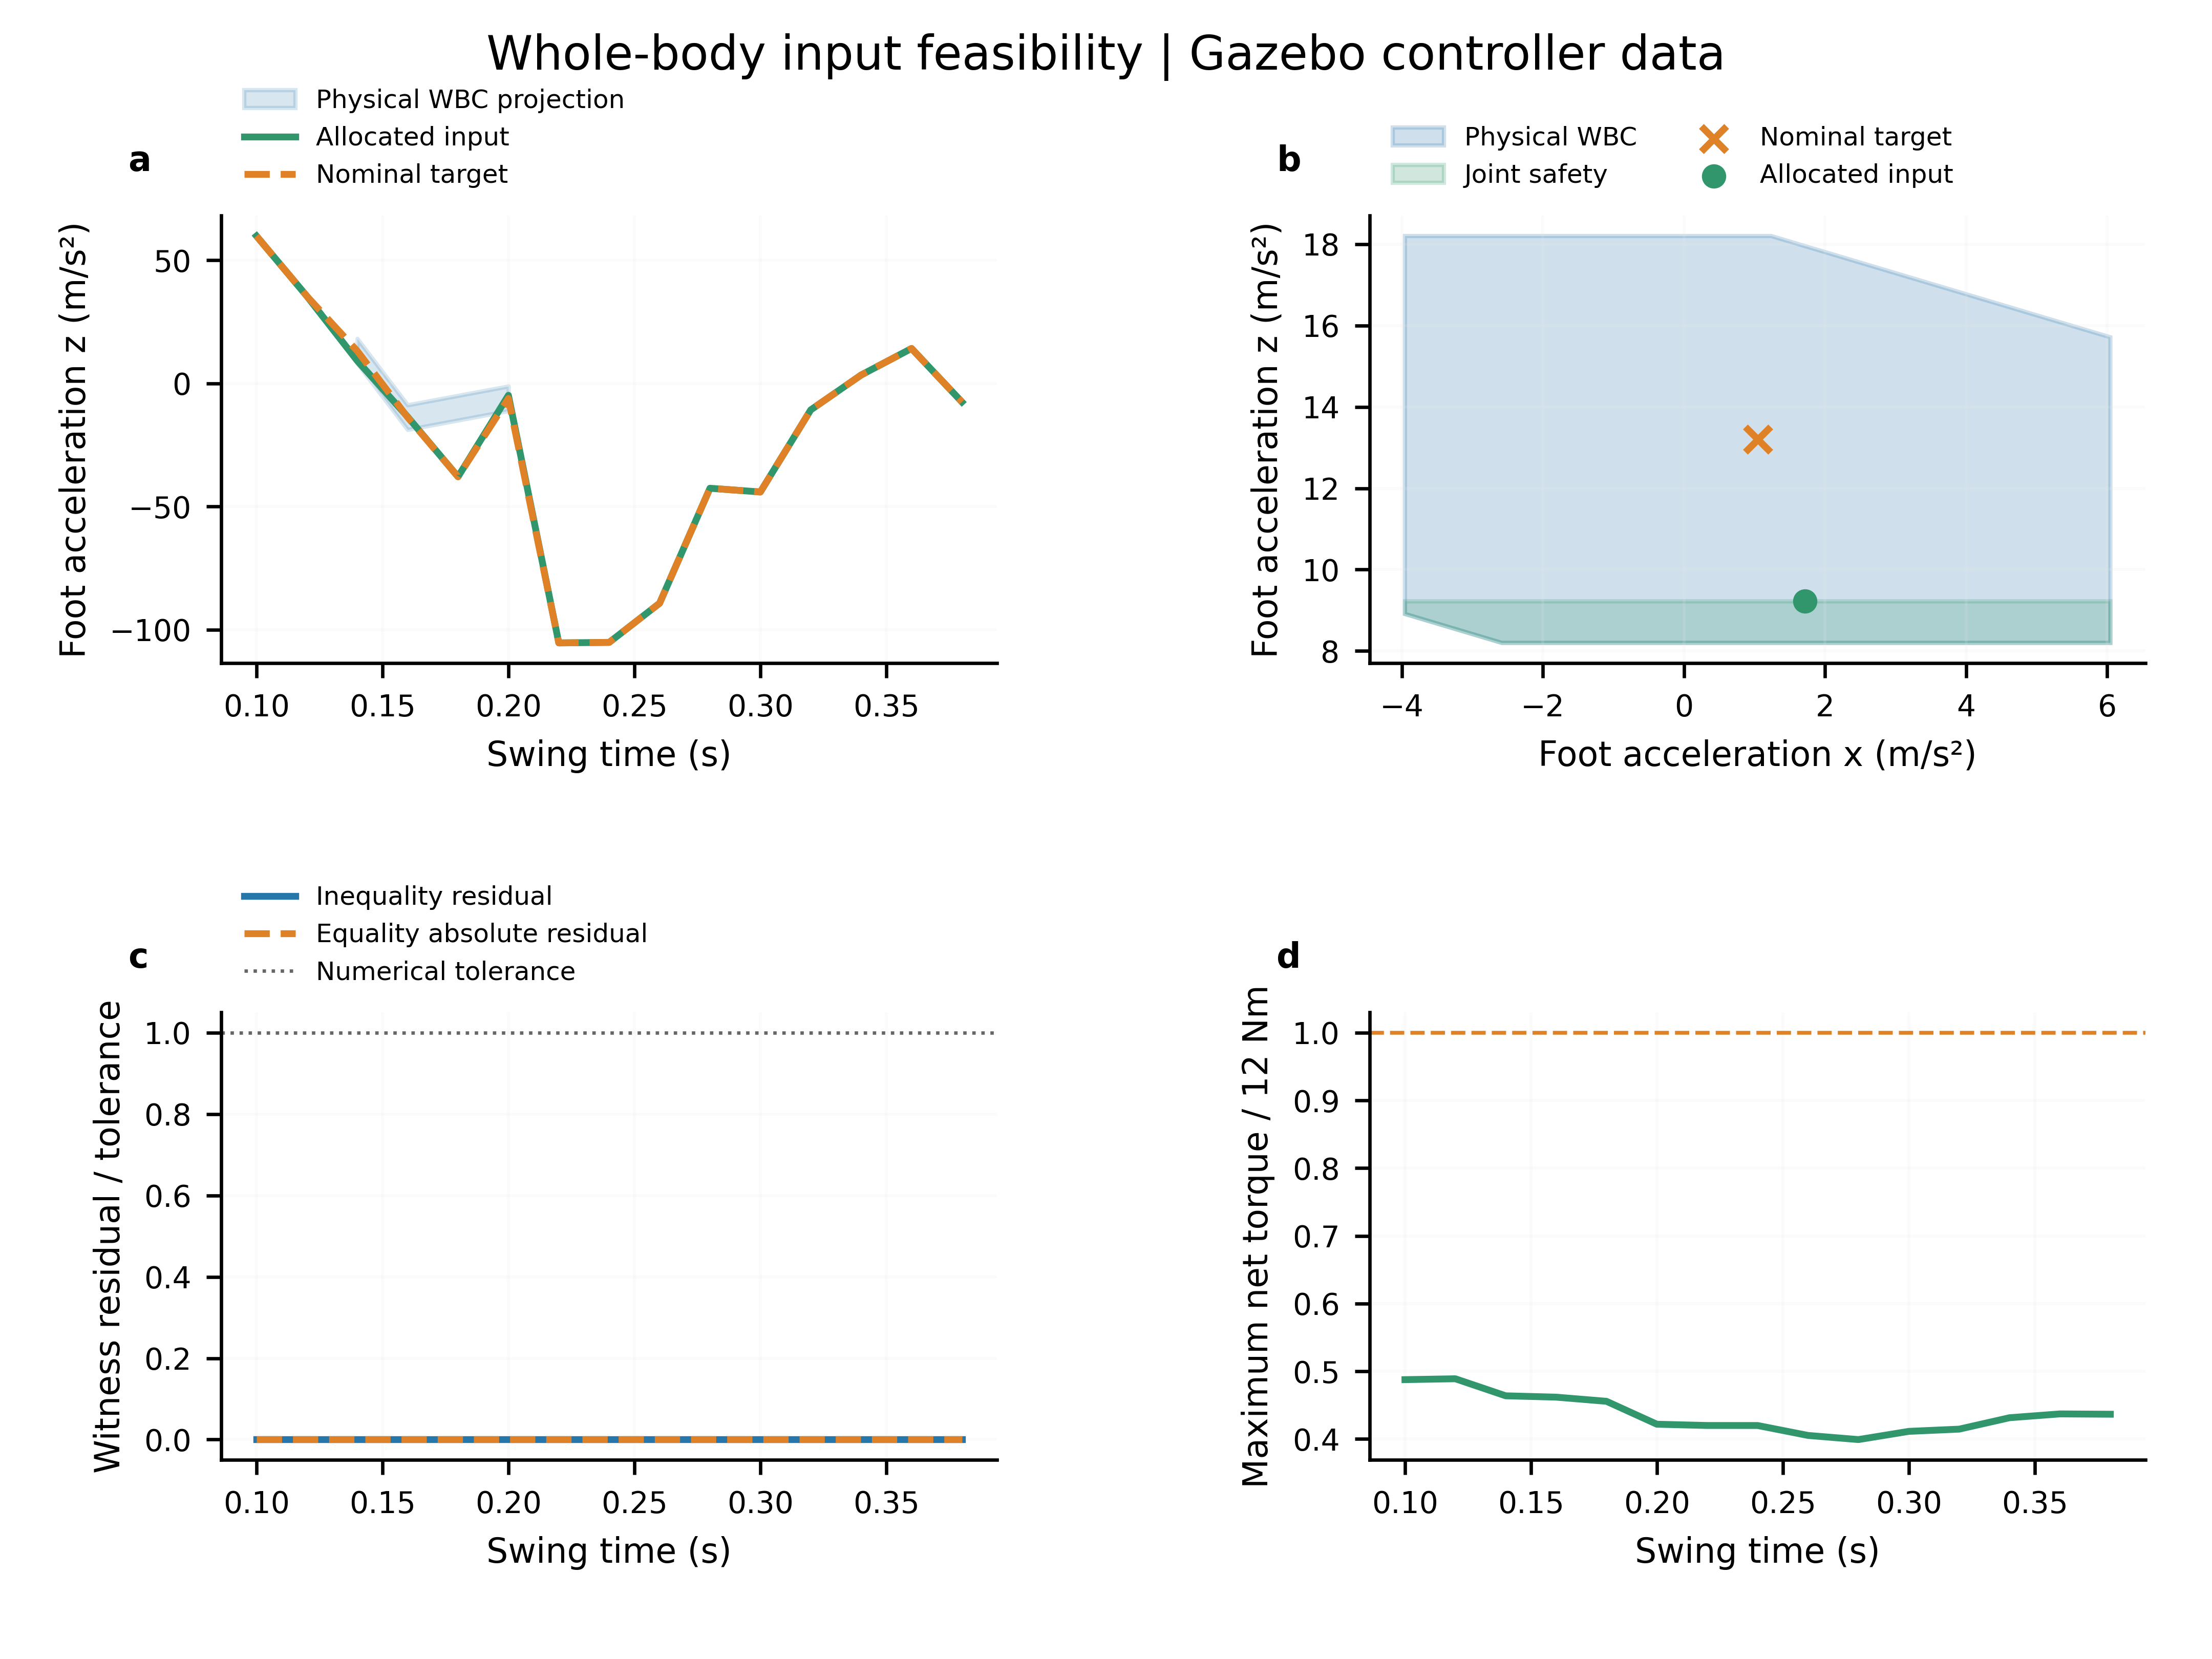 Whole-body input feasibility | Gazebo controller data
a
Physical WBC projection
Allocated input
Nominal target
Foot acceleration z (m/s²)
50
0
−50
−100
0.10 0.15 0.20 0.25 0.30 0.35
Swing time (s)
b
Physical WBC
Joint safety
Nominal target
Allocated input
Foot acceleration z (m/s²)
18
16
14
12
10
8
−4 −2 0 2 4 6
Foot acceleration x (m/s²)
c
Inequality residual
Equality absolute residual
Numerical tolerance
Witness residual / tolerance
1.0
0.8
0.6
0.4
0.2
0.0
0.10 0.15 0.20 0.25 0.30 0.35
Swing time (s)
d
Maximum net torque / 12 Nm
1.0
0.9
0.8
0.7
0.6
0.5
0.4
0.10 0.15 0.20 0.25 0.30 0.35
Swing time (s)